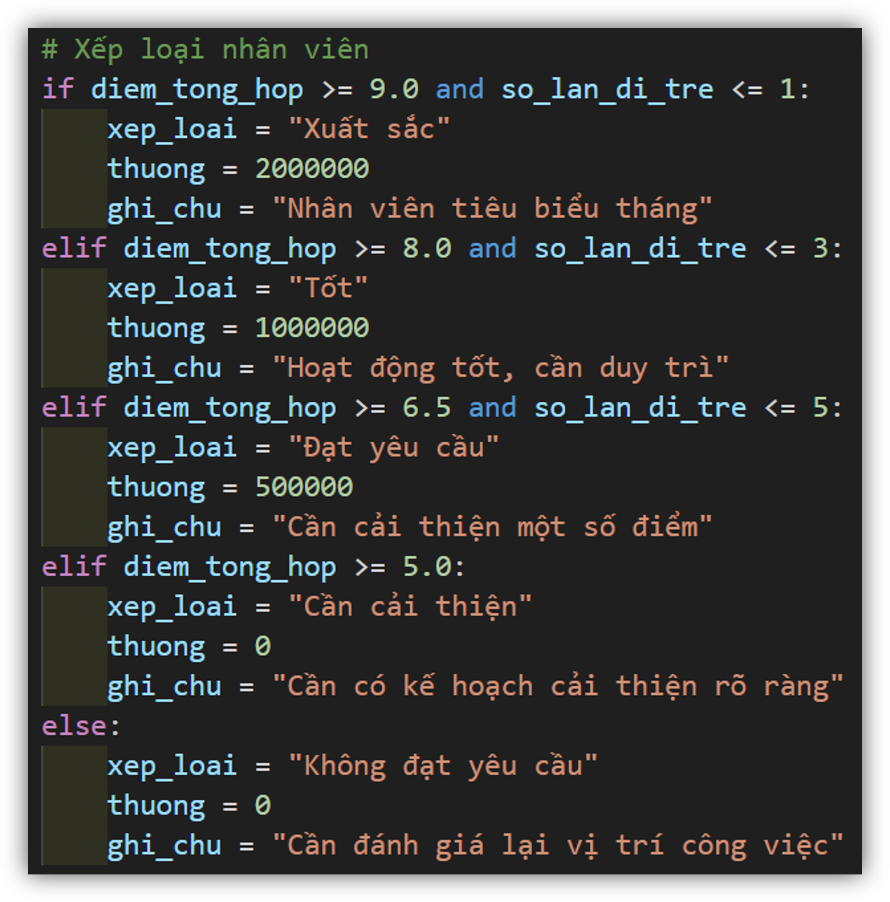 # Xếp loại nhân viên
if diem_tong_hop >= 9.0 and so_lan_di_tre <= 1:
    xep_loai = "Xuất sắc"
    thuong = 2000000
    ghi_chu = "Nhân viên tiêu biểu tháng"
elif diem_tong_hop >= 8.0 and so_lan_di_tre <= 3:
    xep_loai = "Tốt"
    thuong = 1000000
    ghi_chu = "Hoạt động tốt, cần duy trì"
elif diem_tong_hop >= 6.5 and so_lan_di_tre <= 5:
    xep_loai = "Đạt yêu cầu"
    thuong = 500000
    ghi_chu = "Cần cải thiện một số điểm"
elif diem_tong_hop >= 5.0:
    xep_loai = "Cần cải thiện"
    thuong = 0
    ghi_chu = "Cần có kế hoạch cải thiện rõ ràng"
else:
    xep_loai = "Không đạt yêu cầu"
    thuong = 0
    ghi_chu = "Cần đánh giá lại vị trí công việc"